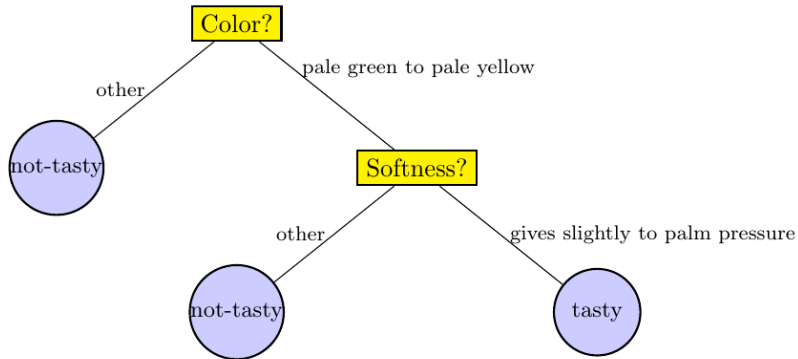 Color?
pale green to pale yellow
other
not-tasty
Softness?
other
gives slightly to palm pressure
not-tasty
tasty